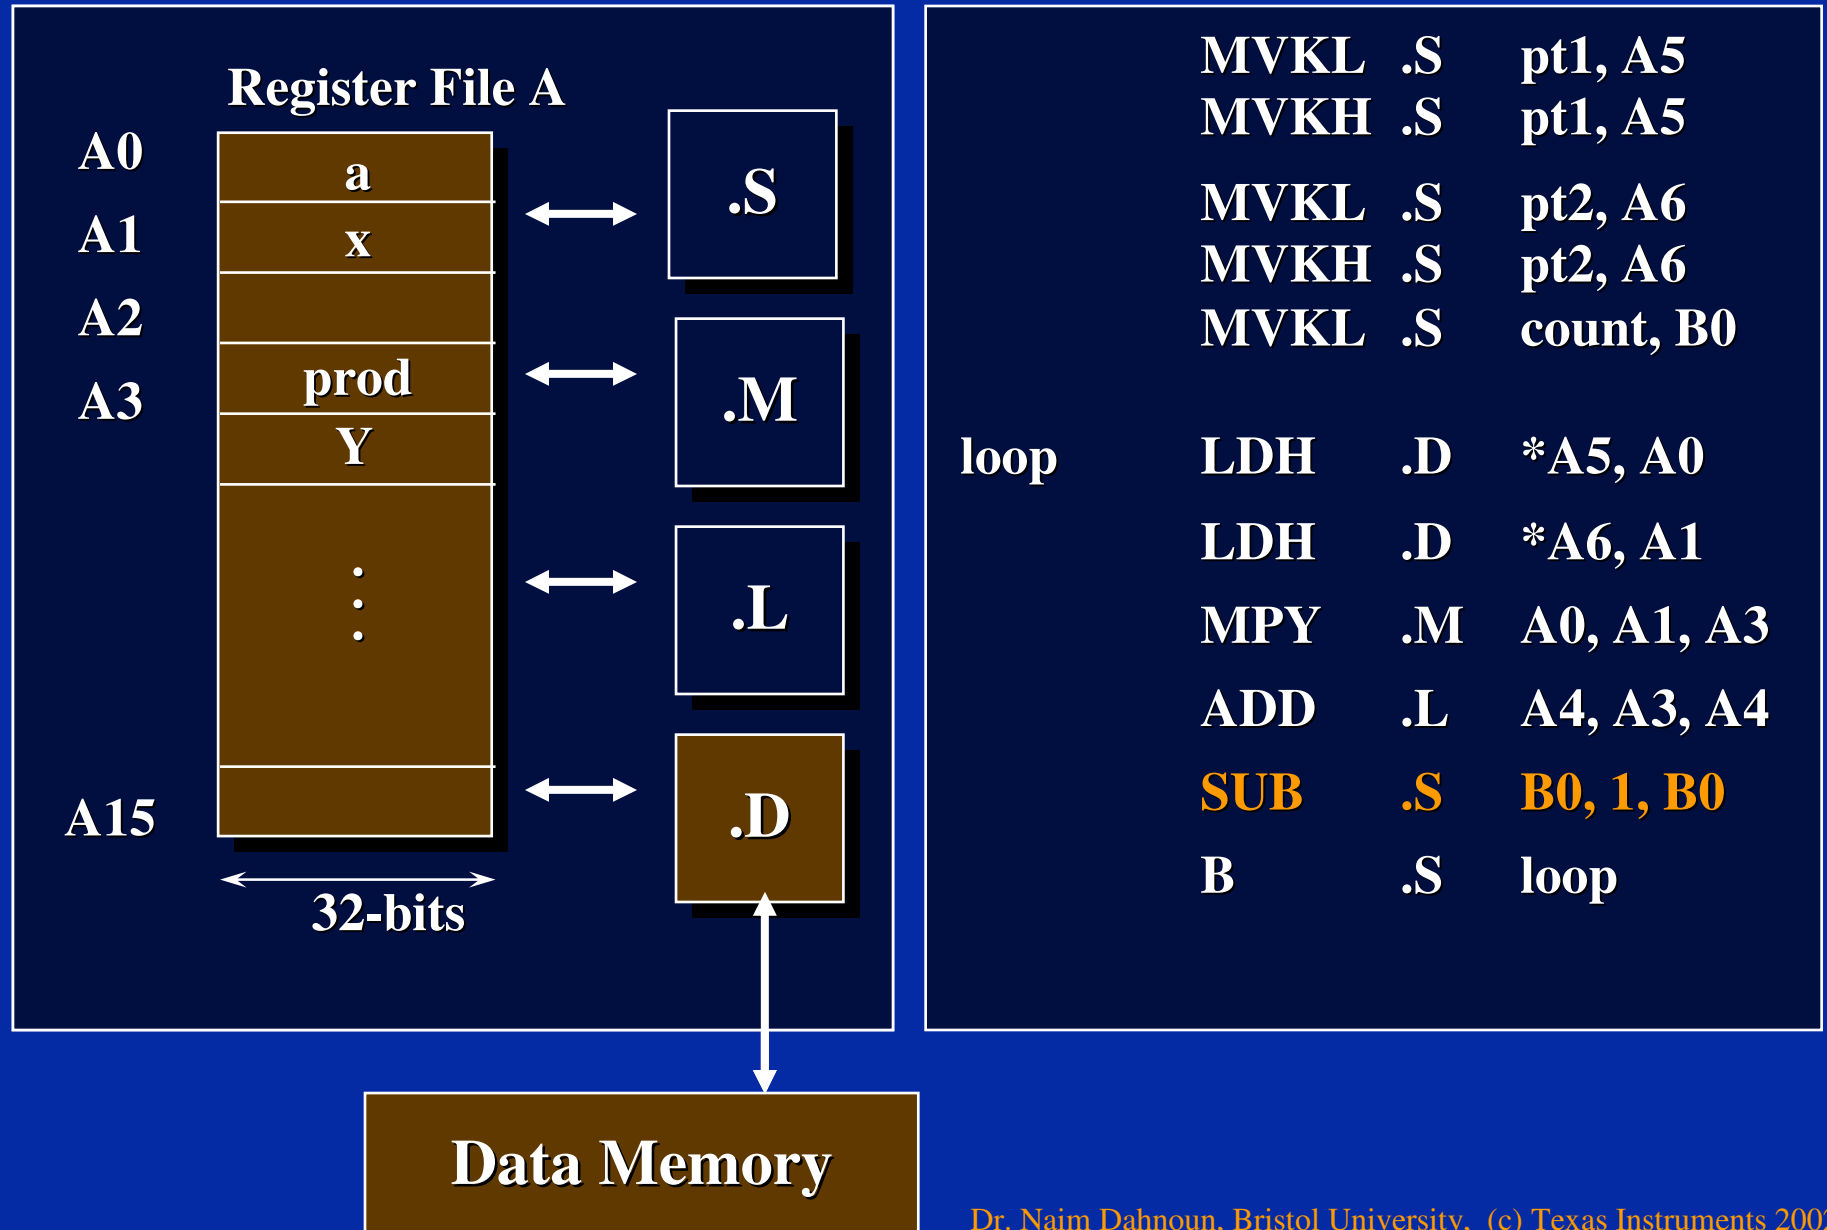 Register File A
A0
a
A1
x
A2
A3
prod
Y
.
.
.
A15
32-bits
.S
.M
.L
.D
Data Memory
MVKL .S pt1, A5
MVKH .S pt1, A5
MVKL .S pt2, A6
MVKH .S pt2, A6
MVKL .S count, B0
loop LDH .D *A5, A0
LDH .D *A6, A1
MPY .M A0, A1, A3
ADD .L A4, A3, A4
SUB .S B0, 1, B0
B .S loop
Dr. Naim Dahnoun, Bristol University, (c) Texas Instruments